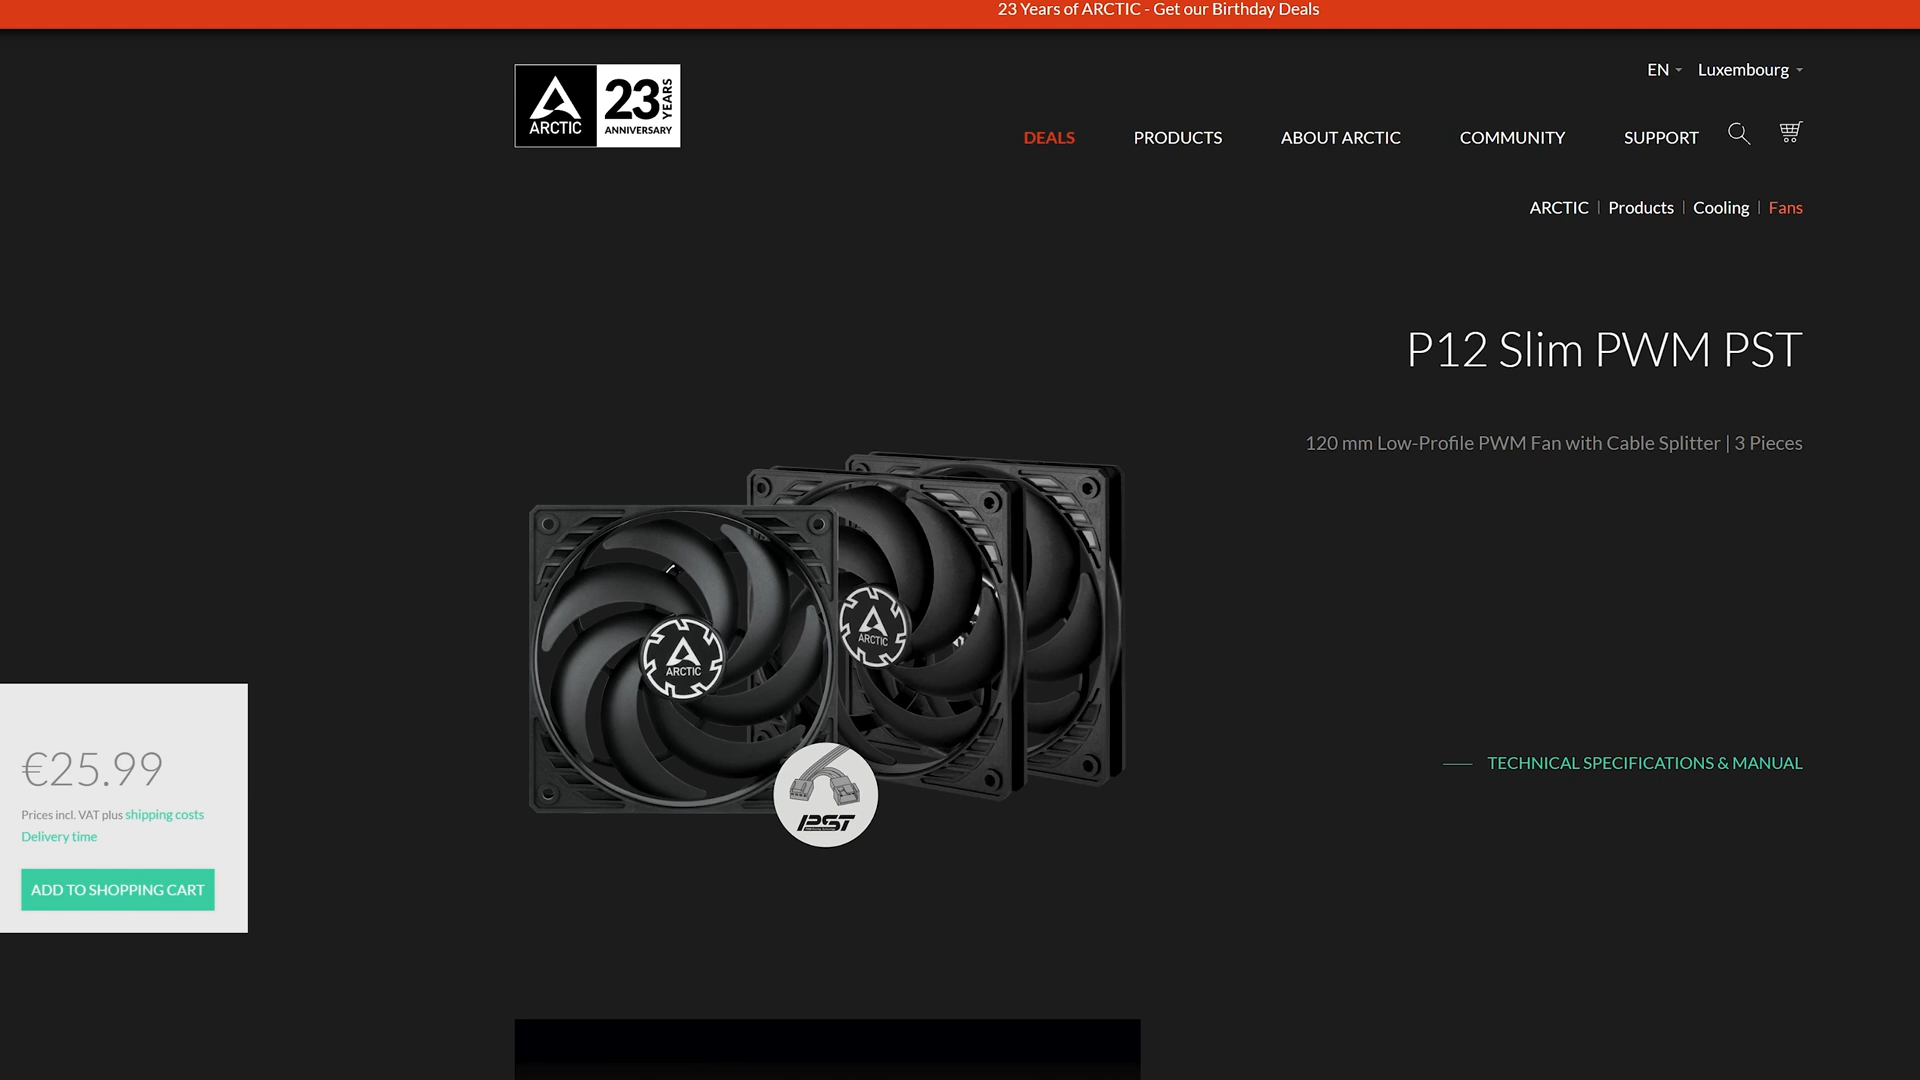 23 Years of ARCTIC - Get our Birthday Deals
EN
Luxembourg
ARCTIC
23 YEARS
ANNIVERSARY
DEALS
PRODUCTS
ABOUT ARCTIC
COMMUNITY
SUPPORT
ARCTIC | Products | Cooling | Fans
P12 Slim PWM PST
120 mm Low-Profile PWM Fan with Cable Splitter | 3 Pieces
ARCTIC
ARCTIC
PST
TECHNICAL SPECIFICATIONS & MANUAL
€25.99
Prices incl. VAT plus shipping costs
Delivery time
ADD TO SHOPPING CART